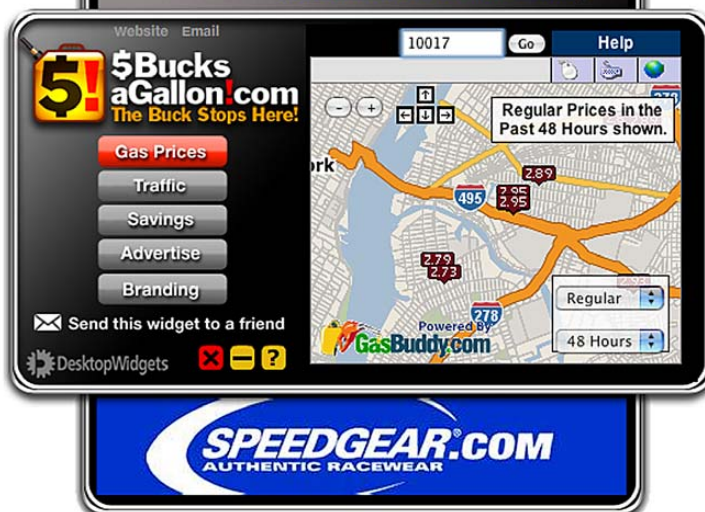 Website Email
10017 Go Help
5!
$Bucks
aGallon!com
The Buck Stops Here!
Gas Prices
Traffic
Savings
Advertise
Branding
Send this widget to a friend
DesktopWidgets
X – ?
- +
↑
← ↓ →
278
Regular Prices in the
Past 48 Hours shown.
rk
2.89
495
2.95
2.95
2.79
2.73
278
Regular
48 Hours
Powered By
GasBuddy.com
SPEEDGEAR.COM
AUTHENTIC RACEWEAR